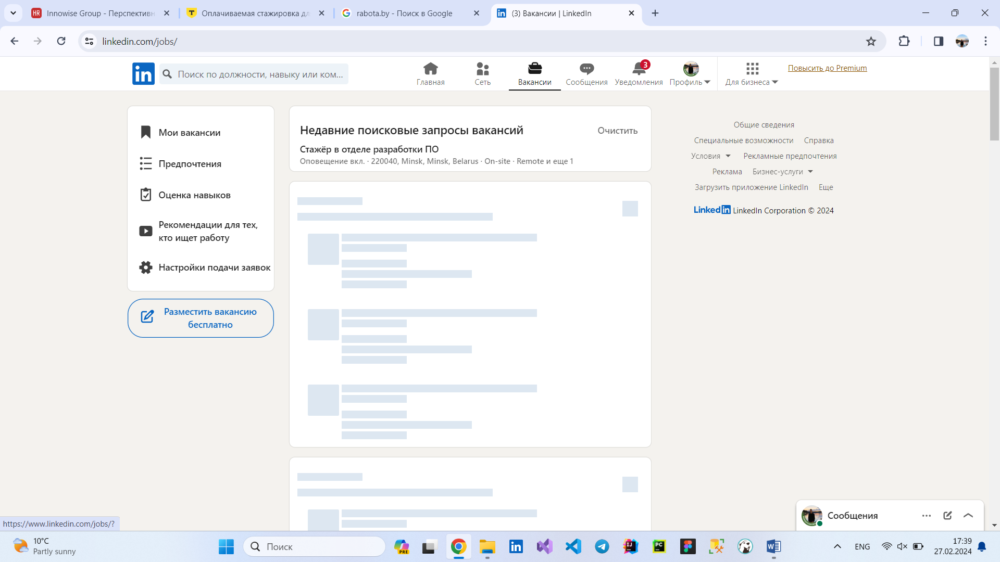 HR Innowise Group - Перспективн
T Оплачиваемая стажировка дл
rabota.by - Поиск в Google
in (3) Вакансии | LinkedIn
linkedin.com/jobs/
in
Поиск по должности, навыку или ком...
Главная
Сеть
Вакансии
Сообщения
3
Уведомления
Профиль
Для бизнеса
Повысить до Premium
Мои вакансии
Предпочтения
Оценка навыков
Рекомендации для тех,
кто ищет работу
Настройки подачи заявок
Разместить вакансию
бесплатно
Недавние поисковые запросы вакансий
Очистить
Стажёр в отделе разработки ПО
Оповещение вкл. · 220040, Minsk, Minsk, Belarus · On-site · Remote и еще 1
Общие сведения
Специальные возможности Справка
Условия Рекламные предпочтения
Реклама Бизнес-услуги
Загрузить приложение LinkedIn Еще
LinkedIn LinkedIn Corporation © 2024
Сообщения
https://www.linkedin.com/jobs/?
10°C
Partly sunny
Поиск
PRE
in
IJ
PC
W
ENG
17:39
27.02.2024